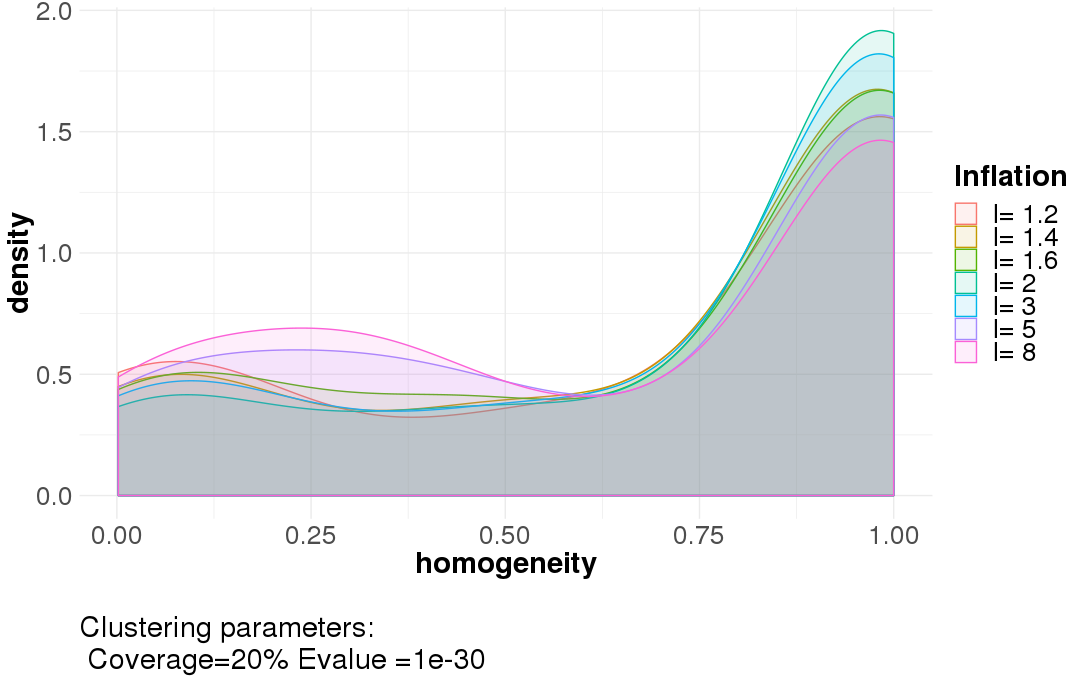 2.0
1.5
1.0
0.5
0.0
density
0.00 0.25 0.50 0.75 1.00
homogeneity
Inflation
I= 1.2
I= 1.4
I= 1.6
I= 2
I= 3
I= 5
I= 8
Clustering parameters:
Coverage=20% Evalue =1e-30